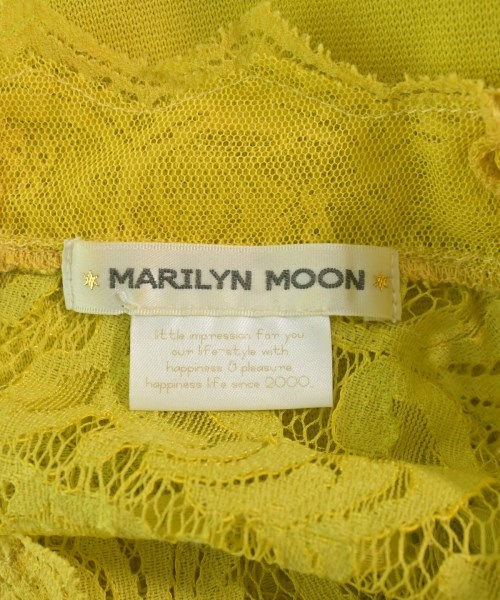 MARILYN MOON
little impression for you
our life-style with
happiness & pleasure
happiness life since 2000.